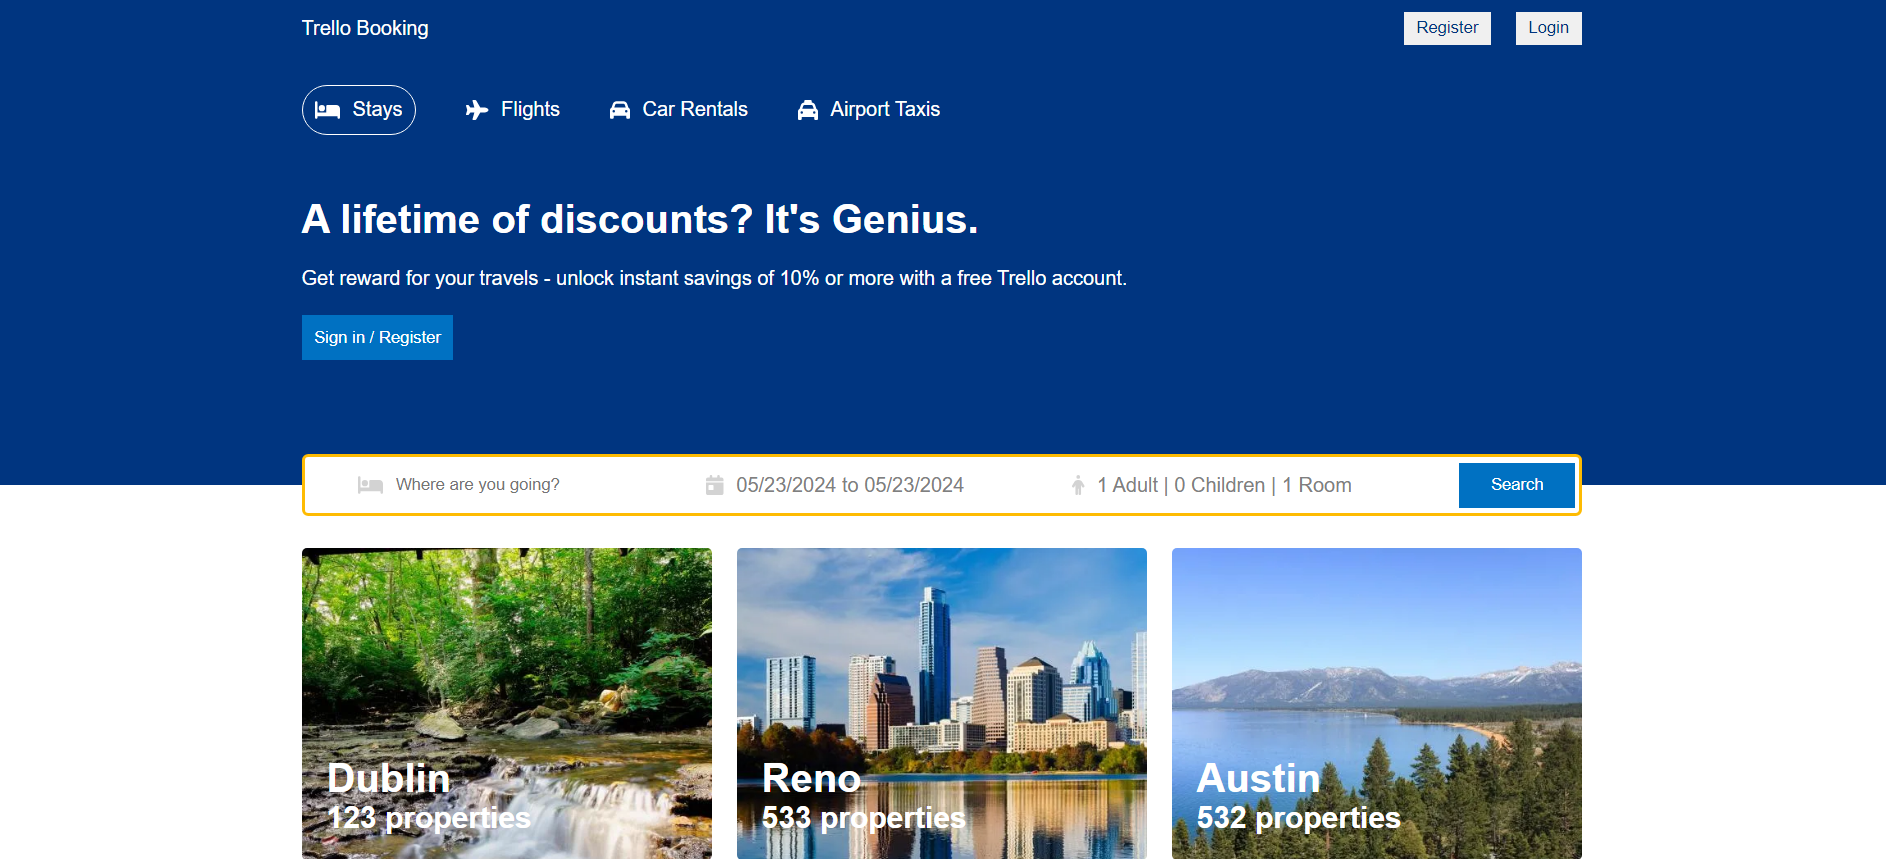 Trello Booking
Register
Login
Stays
Flights
Car Rentals
Airport Taxis
A lifetime of discounts? It's Genius.
Get reward for your travels - unlock instant savings of 10% or more with a free Trello account.
Sign in / Register
Where are you going?
05/23/2024 to 05/23/2024
1 Adult | 0 Children | 1 Room
Search
Dublin
123 properties
Reno
533 properties
Austin
532 properties